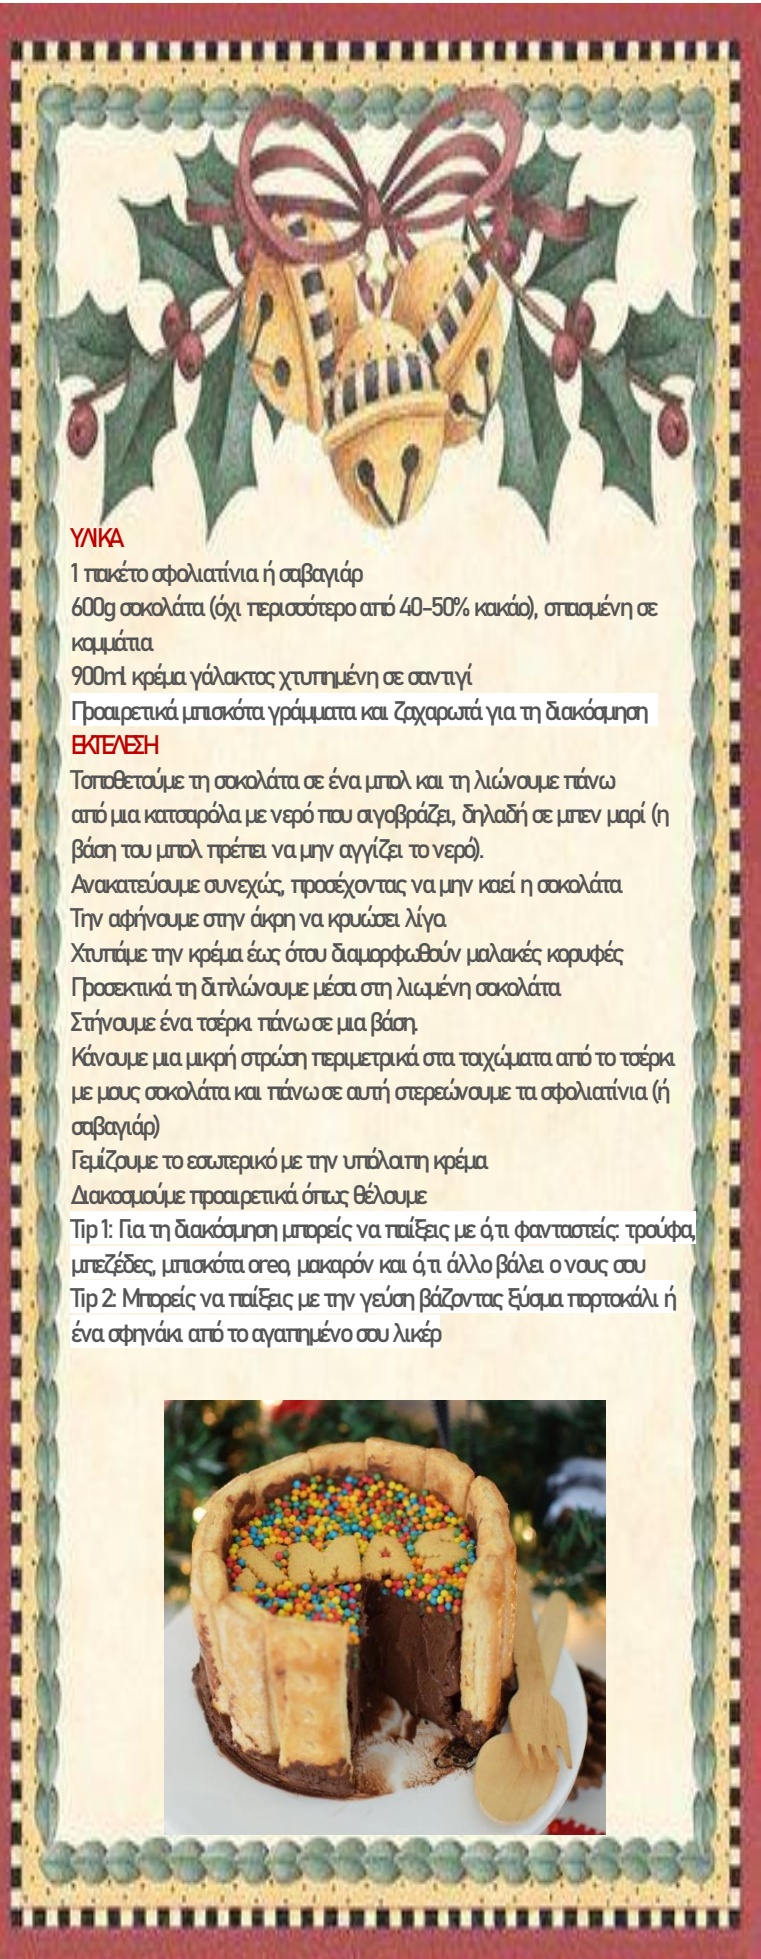 ΥΛΙΚΑ
1 πακέτο σφολιατίνια ή σαβαγιάρ
600g σοκολάτα (όχι περισσότερο από 40-50% κακάο), σπασμένη σε
κομμάτια
900ml κρέμα γάλακτος χτυπημένη σε σαντιγί
Προαιρετικά μπισκότα γράμματα και ζαχαρωτά για τη διακόσμηση
ΕΚΤΕΛΕΣΗ
Τοποθετούμε τη σοκολάτα σε ένα μπολ και τη λιώνουμε πάνω
από μια κατσαρόλα με νερό που σιγοβράζει, δηλαδή σε μπεν μαρί (η
βάση του μπολ πρέπει να μην αγγίζει το νερό).
Ανακατεύουμε συνεχώς, προσέχοντας να μην καεί η σοκολάτα
Την αφήνουμε στην άκρη να κρυώσει λίγο.
Χτυπάμε την κρέμα έως ότου διαμορφωθούν μαλακές κορυφές
Προσεκτικά τη διπλώνουμε μέσα στη λιωμένη σοκολάτα
Στήνουμε ένα τσέρκι πάνω σε μια βάση.
Κάνουμε μια μικρή στρώση περιμετρικά στα τοιχώματα από το τσέρκι
με μους σοκολάτα και πάνω σε αυτή στερεώνουμε τα σφολιατίνια (ή
σαβαγιάρ)
Γεμίζουμε το εσωτερικό με την υπόλοιπη κρέμα
Διακοσμούμε προαιρετικά όπως θέλουμε
Tip 1: Για τη διακόσμηση μπορείς να παίξεις με ό,τι φανταστείς: τρούφα,
μπεζέδες, μπισκότα oreo, μακαρόν και ό,τι άλλο βάλει ο νους σου
Tip 2: Μπορείς να παίξεις με την γεύση βάζοντας ξύσμα πορτοκάλι ή
ένα σφηνάκι από το αγαπημένο σου λικέρ